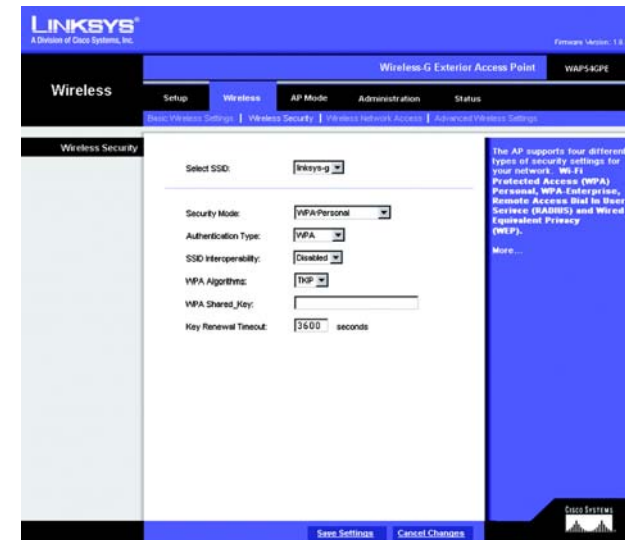 LINKSYS®
A Division of Cisco Systems, Inc.
Firmware Version: 1.0
Wireless-G Exterior Access Point
WAP54GPE
Wireless
Setup
Wireless
AP Mode
Administration
Status
Basic Wireless Settings | Wireless Security | Wireless Network Access | Advanced Wireless Settings
Wireless Security
Select SSID:
linksys-g
Security Mode:
WPA-Personal
Authentication Type:
WPA
SSID Interoperability:
Disabled
WPA Algorithms:
TKIP
WPA Shared_Key:
Key Renewal Timeout:
3600
seconds
The AP supports four different
types of security settings for
your network. Wi-Fi
Protected Access (WPA)
Personal, WPA-Enterprise,
Remote Access Dial In User
Serivce (RADIUS) and Wired
Equivalent Privacy
(WEP).
More...
Save Settings
Cancel Changes
CISCO SYSTEMS